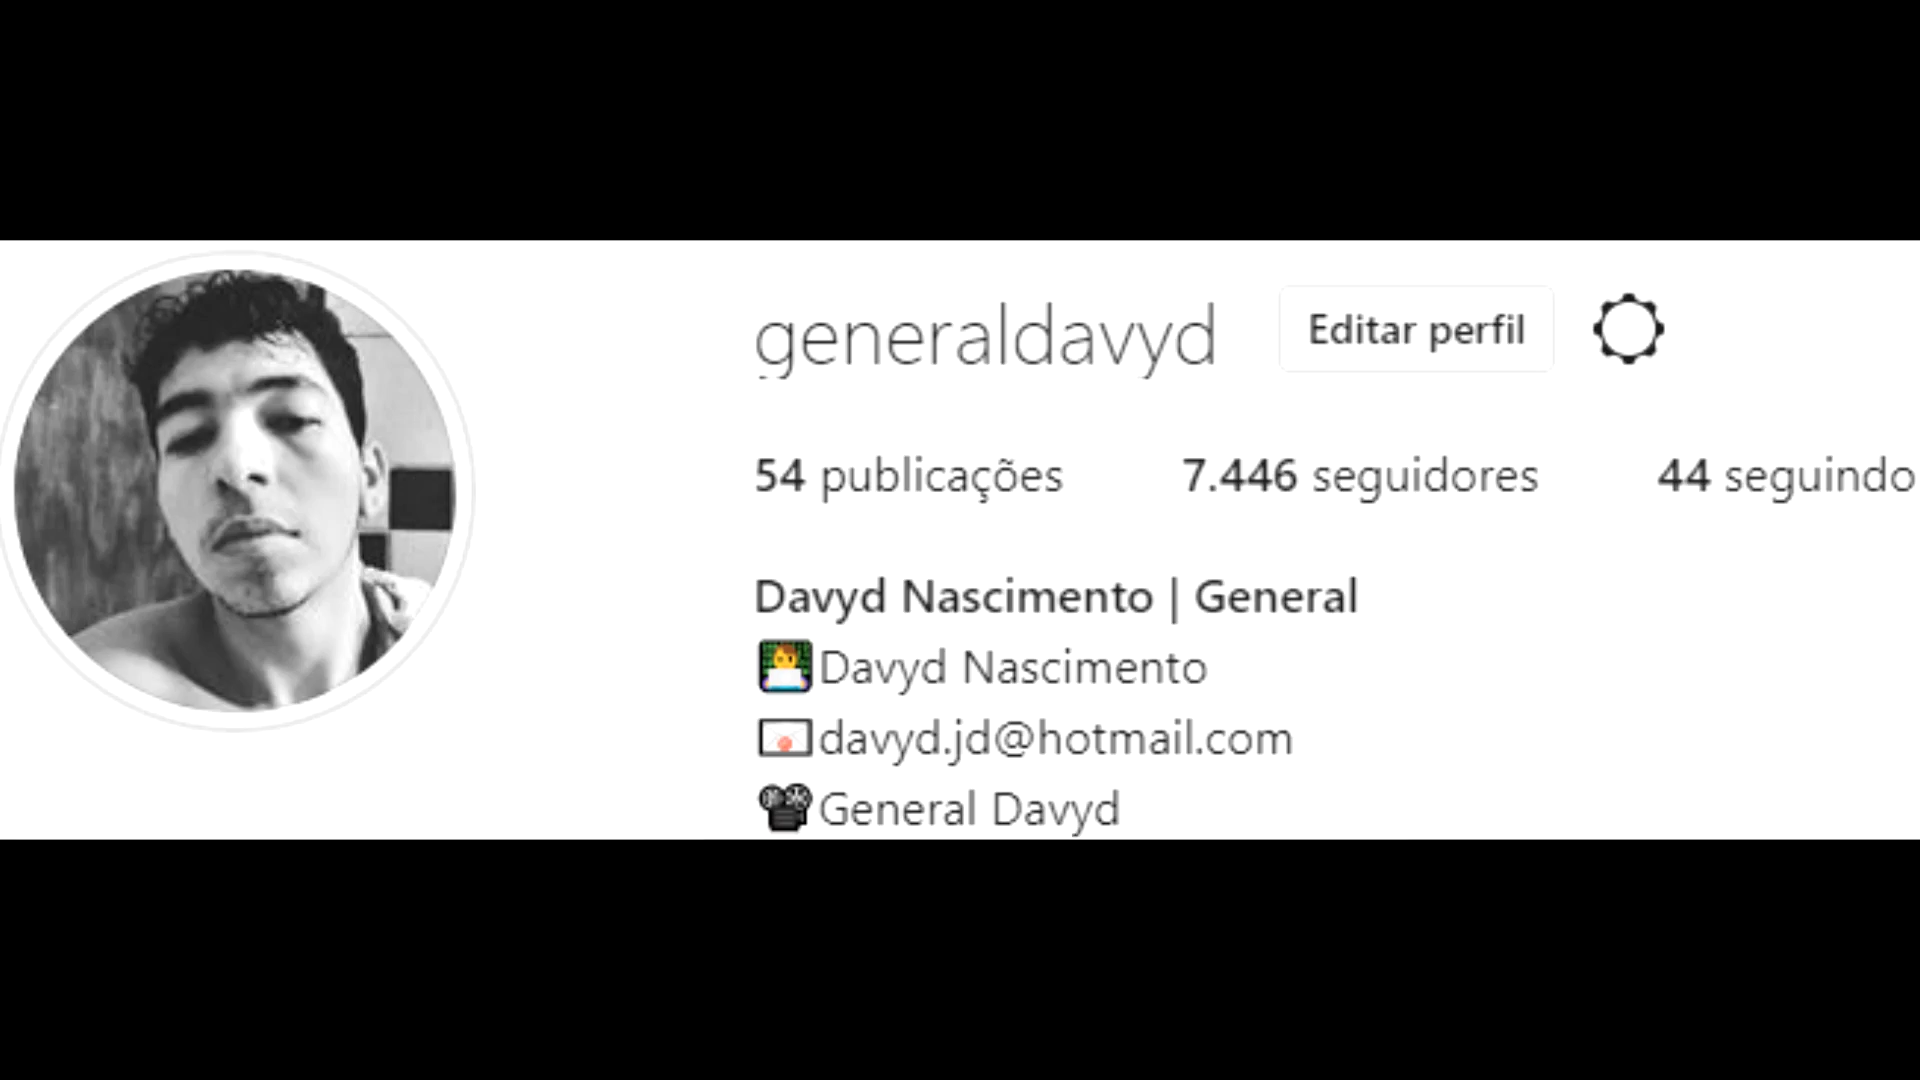 generaldavyd Editar perfil
54 publicações 7.446 seguidores 44 seguindo
Davyd Nascimento | General
Davyd Nascimento
davyd.jd@hotmail.com
General Davyd